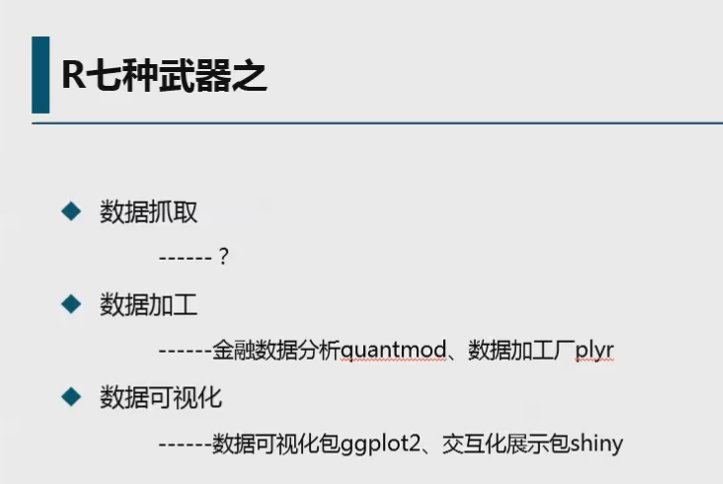 R七种武器之
数据抓取
------ ？
数据加工
------金融数据分析quantmod、数据加工厂plyr
数据可视化
------数据可视化包ggplot2、交互化展示包shiny